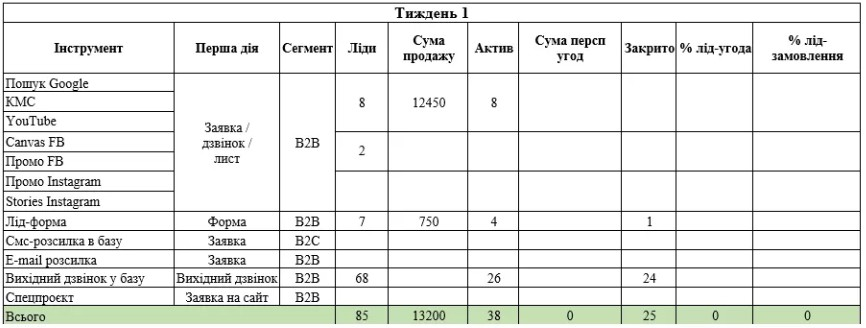 Тиждень 1
Інструмент Перша дія Сегмент Ліди Сума продажу Актив Сума персп угод Закрито % лід-угода % лід-замовлення
Пошук Google
КМС
YouTube
Заявка / дзвінок / лист B2B 8 12450 8
Canvas FB
Промо FB
2
Промо Instagram
Stories Instagram
Лід-форма Форма B2B 7 750 4 1
Смс-розсилка в базу Заявка B2C
E-mail розсилка Заявка B2B
Вихідний дзвінок у базу Вихідний дзвінок B2B 68 26 24
Спецпроєкт Заявка на сайт B2B
Всього 85 13200 38 0 25 0 0